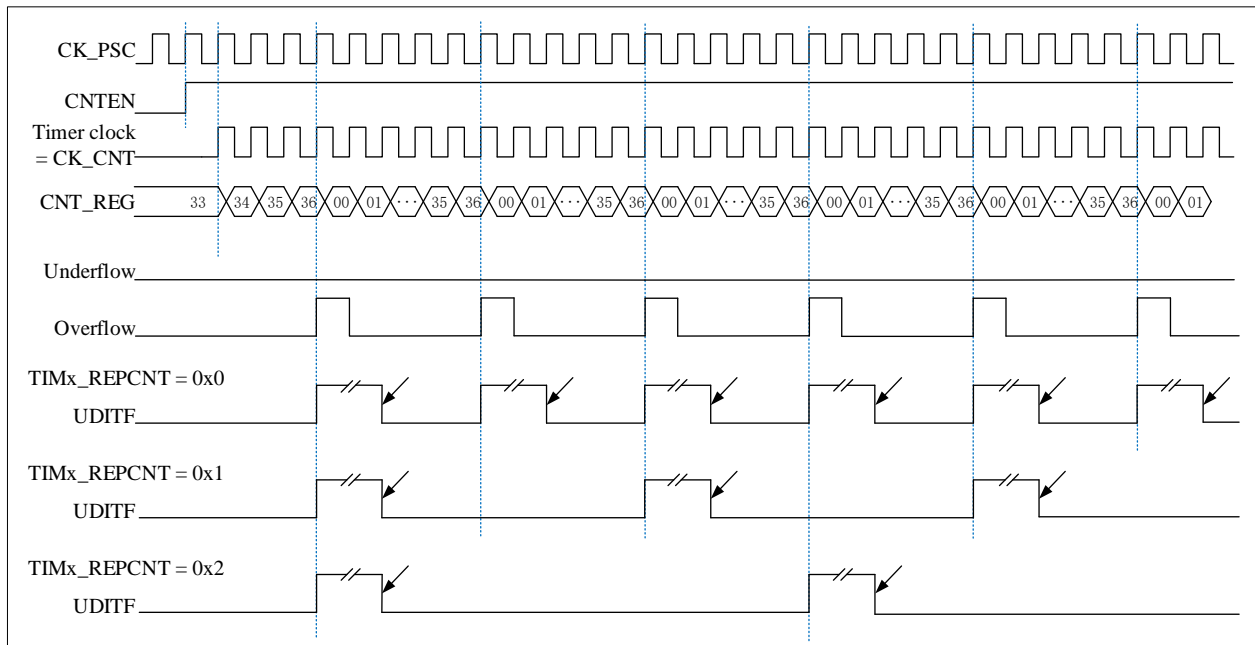 CK_PSC
CNTEN
Timer clock
= CK_CNT
CNT_REG 33 34 35 36 00 01 ··· 35 36 00 01 ··· 35 36 00 01 ··· 35 36 00 01 ··· 35 36 00 01 ··· 35 36 00 01
Underflow
Overflow
TIMx_REPCNT = 0x0
UDITF
TIMx_REPCNT = 0x1
UDITF
TIMx_REPCNT = 0x2
UDITF